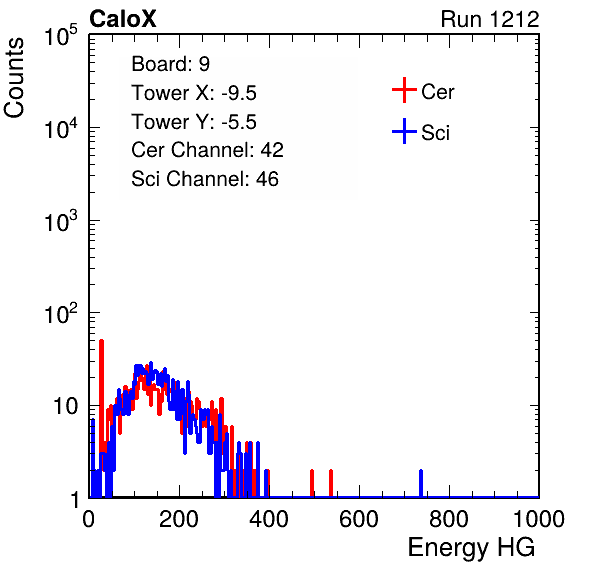 CaloX Run 1212
Counts
10^5
10^4
10^3
10^2
10
1
Board: 9
Tower X: -9.5
Tower Y: -5.5
Cer Channel: 42
Sci Channel: 46
Cer
Sci
0 200 400 600 800 1000
Energy HG